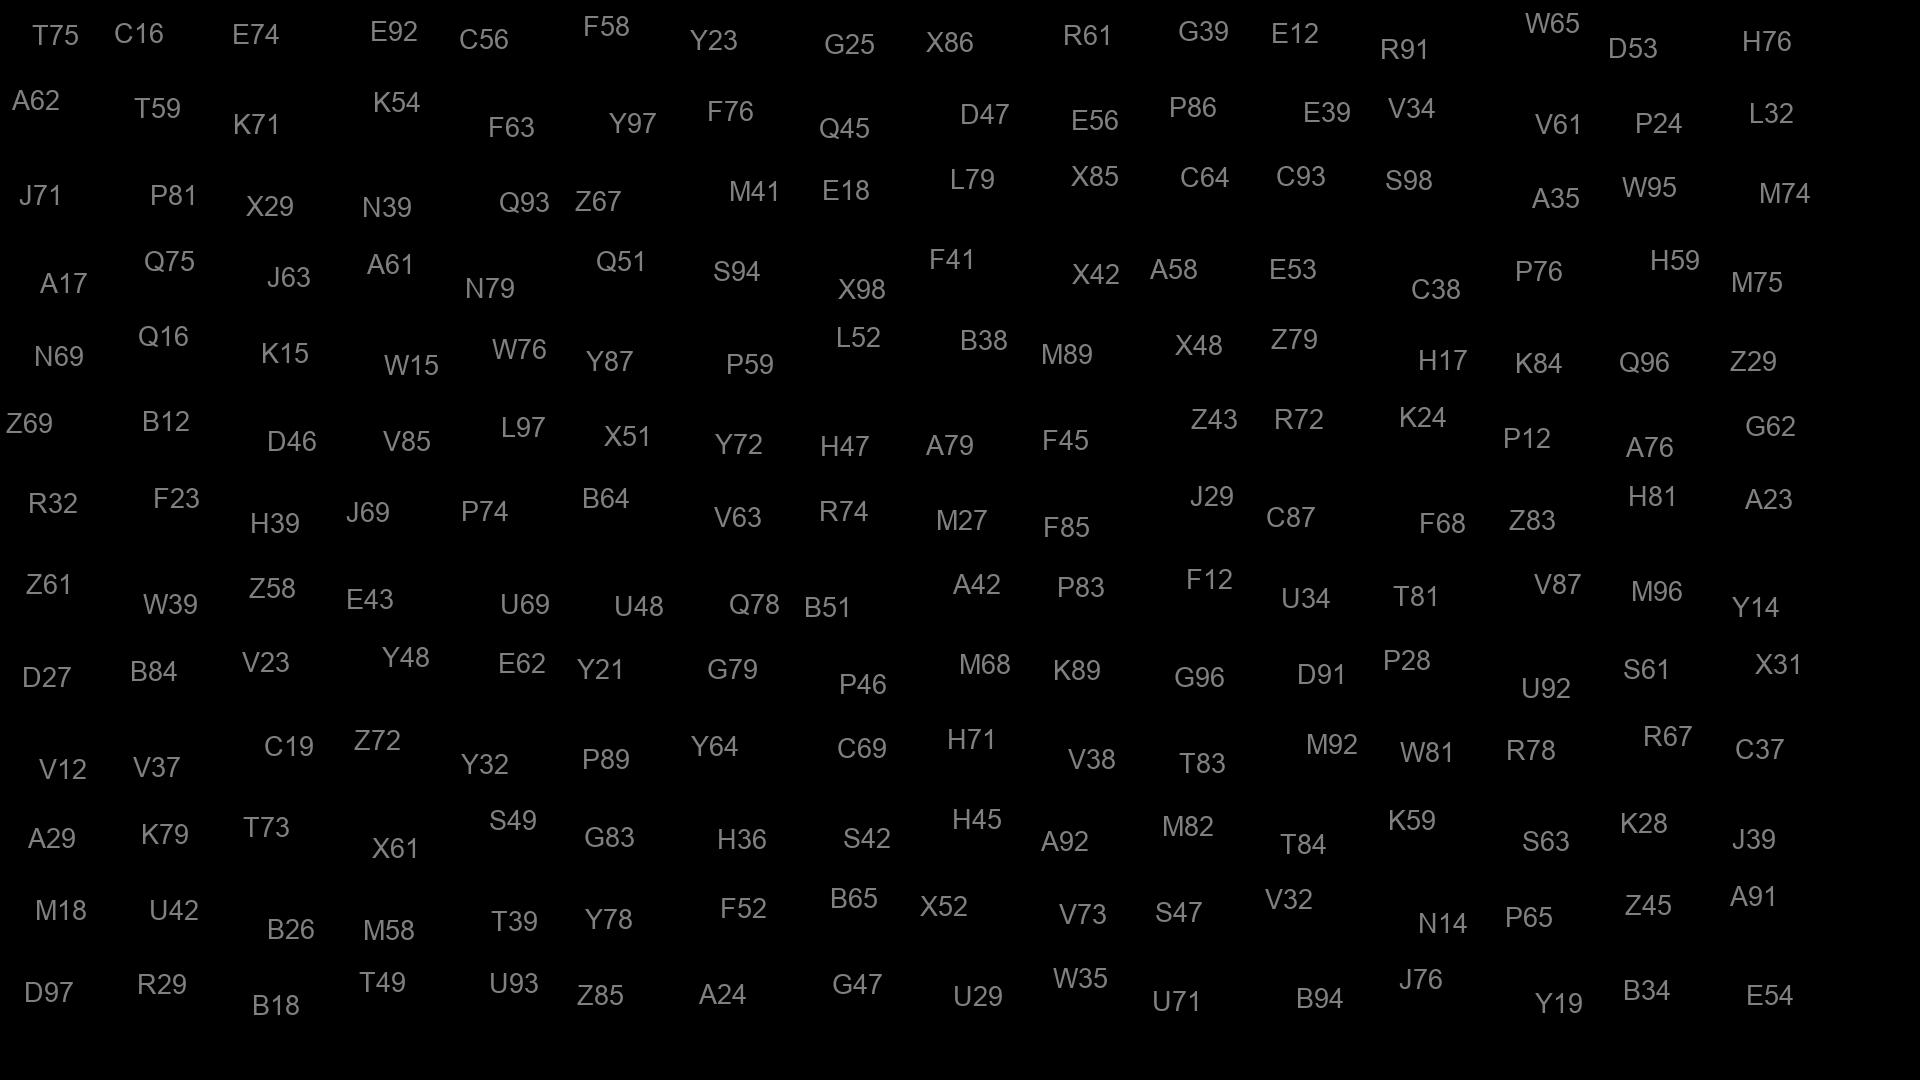 T75 C16 E74 E92 C56 F58 Y23 G25 X86 R61 G39 E12 R91 W65 D53 H76
A62 T59 K71 K54 F63 Y97 F76 Q45 D47 E56 P86 E39 V34 V61 P24 L32
J71 P81 X29 N39 Q93 Z67 M41 E18 L79 X85 C64 C93 S98 A35 W95 M74
A17 Q75 J63 A61 N79 Q51 S94 X98 F41 X42 A58 E53 C38 P76 H59 M75
N69 Q16 K15 W15 W76 Y87 P59 L52 B38 M89 X48 Z79 H17 K84 Q96 Z29
Z69 B12 D46 V85 L97 X51 Y72 H47 A79 F45 Z43 R72 K24 P12 A76 G62
R32 F23 H39 J69 P74 B64 V63 R74 M27 F85 J29 C87 F68 Z83 H81 A23
Z61 W39 Z58 E43 U69 U48 Q78 B51 A42 P83 F12 U34 T81 V87 M96 Y14
D27 B84 V23 Y48 E62 Y21 G79 P46 M68 K89 G96 D91 P28 U92 S61 X31
V12 V37 C19 Z72 Y32 P89 Y64 C69 H71 V38 T83 M92 W81 R78 R67 C37
A29 K79 T73 X61 S49 G83 H36 S42 H45 A92 M82 T84 K59 S63 K28 J39
M18 U42 B26 M58 T39 Y78 F52 B65 X52 V73 S47 V32 N14 P65 Z45 A91
D97 R29 B18 T49 U93 Z85 A24 G47 U29 W35 U71 B94 J76 Y19 B34 E54